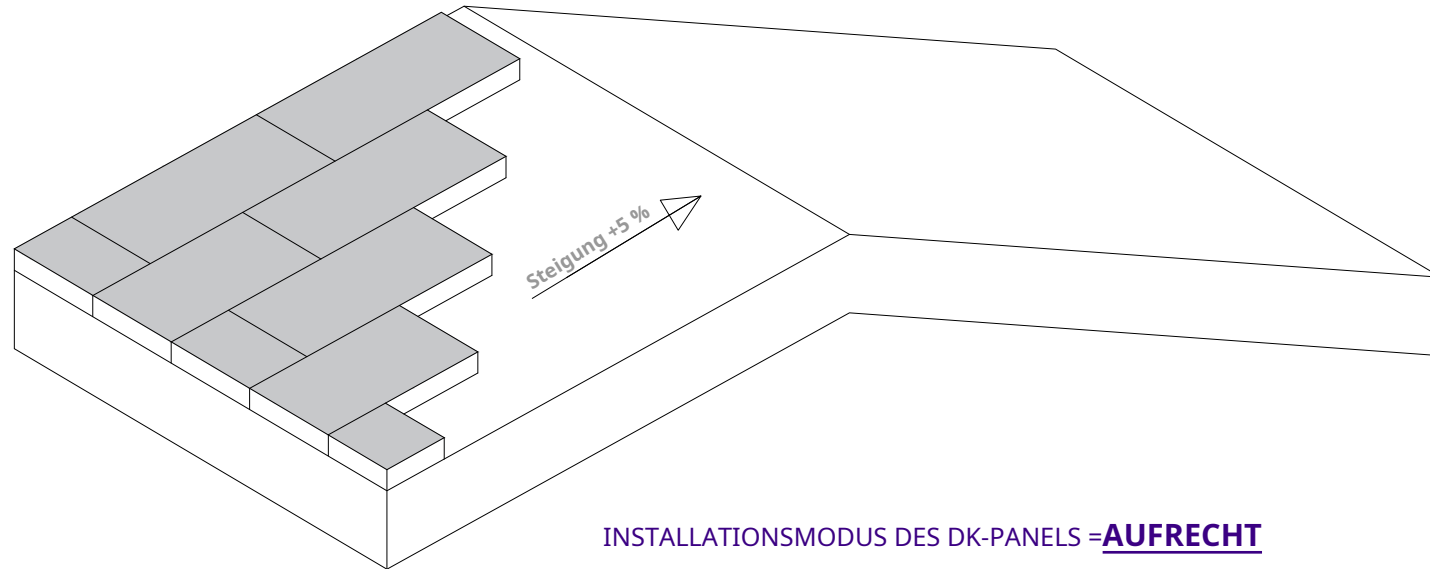 Steigung +5 %
INSTALLATIONSMODUS DES DK-PANELS =AUFRECHT